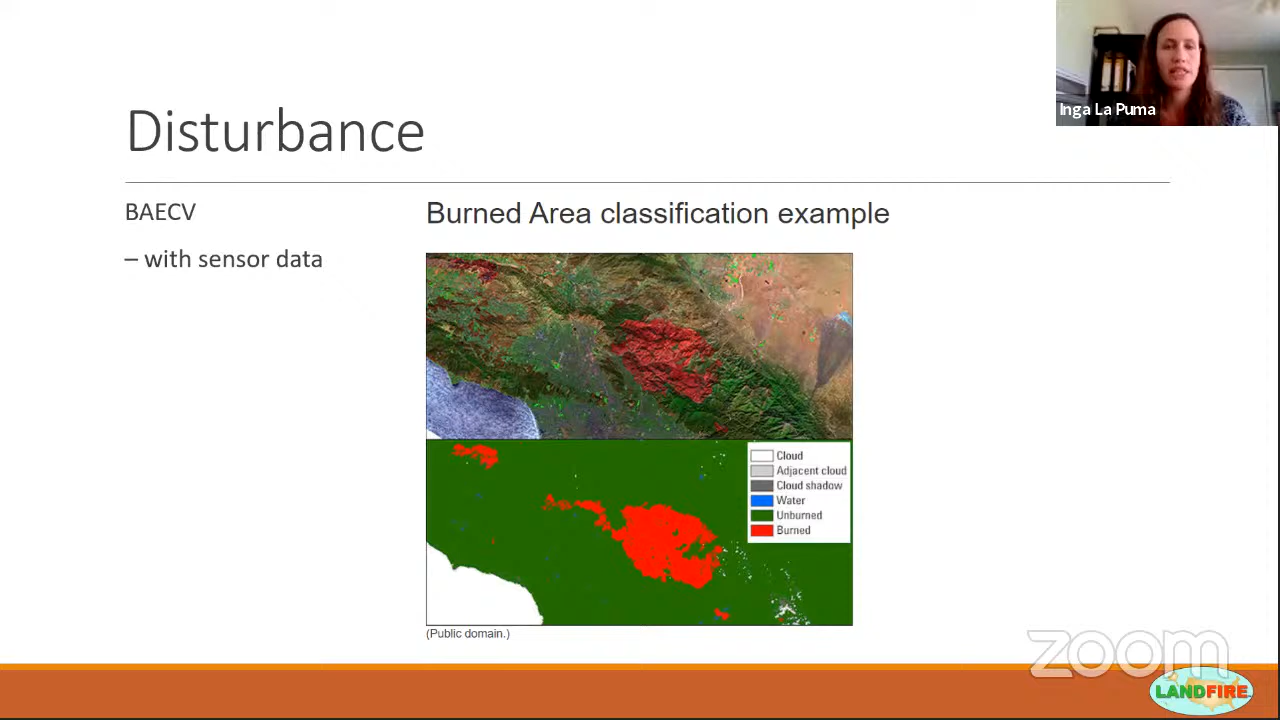 Inga La Puma
Disturbance
BAECV
– with sensor data
Burned Area classification example
Cloud
Adjacent cloud
Cloud shadow
Water
Unburned
Burned
(Public domain.)
zoom
LANDFIRE